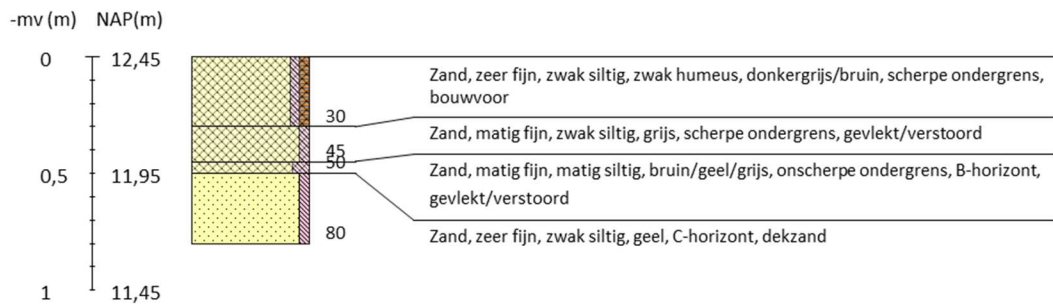 -mv (m) NAP(m)
0 12,45
Zand, zeer fijn, zwak siltig, zwak humeus, donkergrijs/bruin, scherpe ondergrens,
bouwvoor
30
Zand, matig fijn, zwak siltig, grijs, scherpe ondergrens, gevlekt/verstoord
45
50
0,5 11,95
Zand, matig fijn, matig siltig, bruin/geel/grijs, onscherpe ondergrens, B-horizont,
gevlekt/verstoord
80
Zand, zeer fijn, zwak siltig, geel, C-horizont, dekzand
1 11,45